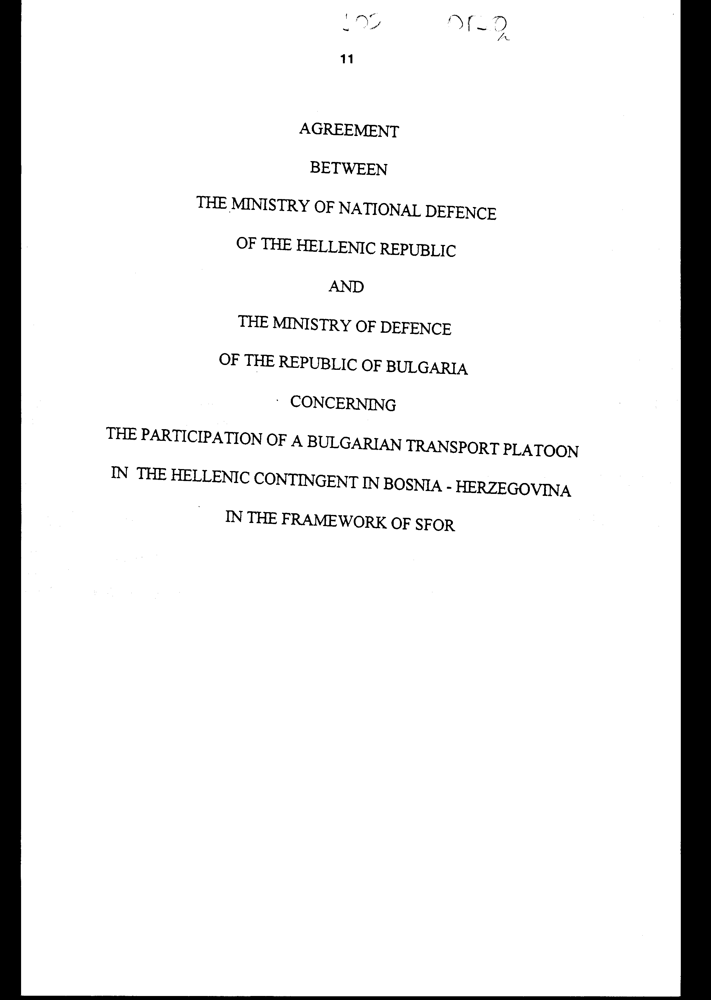 11
AGREEMENT
BETWEEN
THE MINISTRY OF NATIONAL DEFENCE
OF THE HELLENIC REPUBLIC
AND
THE MINISTRY OF DEFENCE
OF THE REPUBLIC OF BULGARIA
CONCERNING
THE PARTICIPATION OF A BULGARIAN TRANSPORT PLATOON
IN THE HELLENIC CONTINGENT IN BOSNIA - HERZEGOVINA
IN THE FRAMEWORK OF SFOR